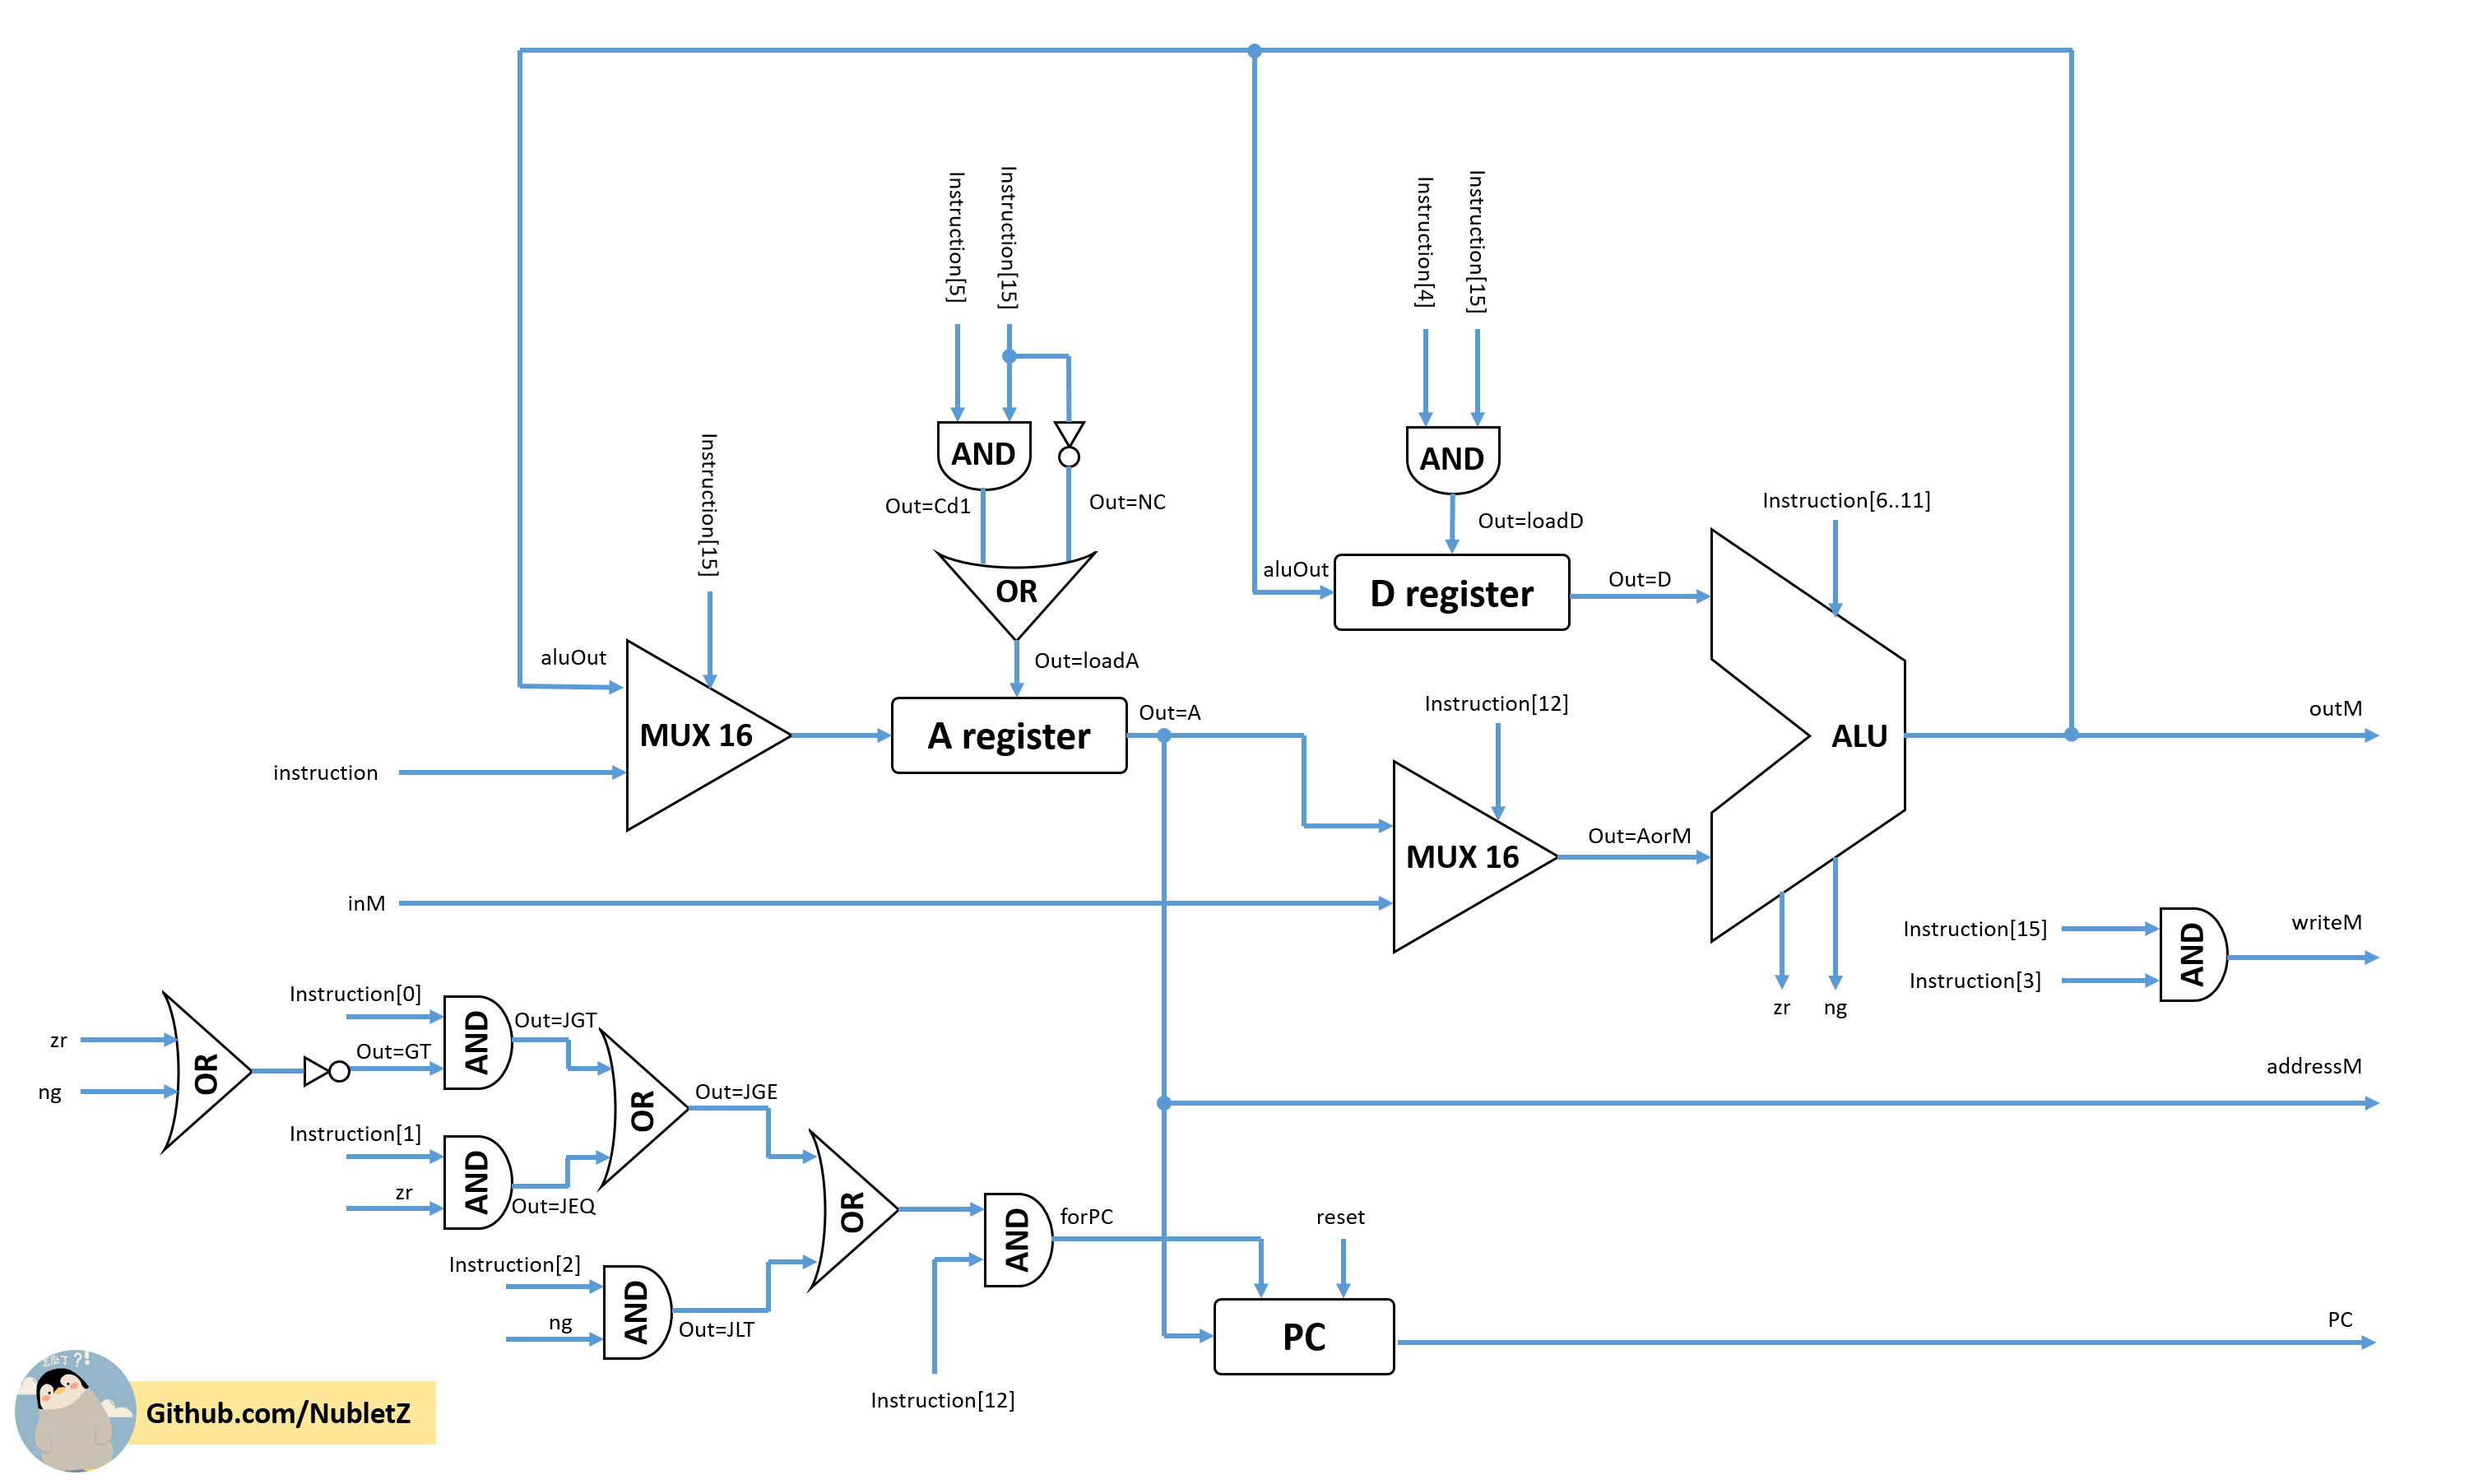 Instruction[5]
Instruction[15]
Instruction[4]
Instruction[15]
Instruction[15]
AND
Out=Cd1
Out=NC
OR
Out=loadA
AND
Out=loadD
Instruction[6..11]
aluOut
D register
Out=D
aluOut
MUX 16
instruction
A register
Out=A
Instruction[12]
MUX 16
Out=AorM
ALU
outM
inM
zr
ng
Instruction[15]
Instruction[3]
AND
writeM
addressM
zr
ng
OR
Out=GT
Instruction[0]
AND
Out=JGT
Instruction[1]
zr
AND
Out=JEQ
OR
Out=JGE
Instruction[2]
ng
AND
Out=JLT
OR
Instruction[12]
AND
forPC
reset
PC
PC
?!
Github.com/NubletZ